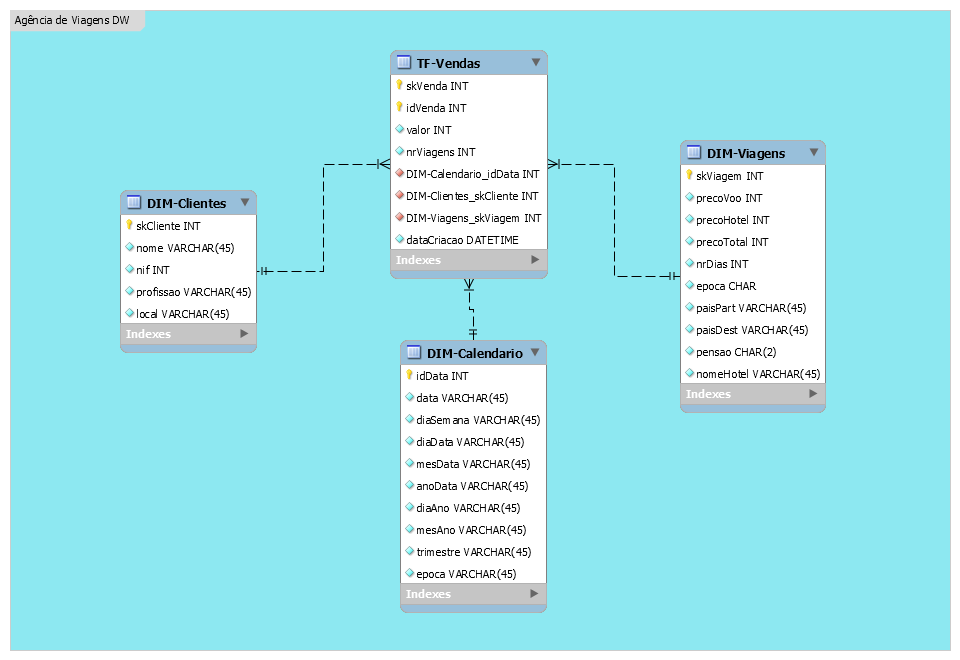 Agência de Viagens DW
TF-Vendas
skVenda INT
idVenda INT
valor INT
nrViagens INT
DIM-Calendario_idData INT
DIM-Clientes_skCliente INT
DIM-Viagens_skViagem INT
dataCriacao DATETIME
Indexes
DIM-Clientes
skCliente INT
nome VARCHAR(45)
nif INT
profissao VARCHAR(45)
local VARCHAR(45)
Indexes
DIM-Viagens
skViagem INT
precoVoo INT
precoHotel INT
precoTotal INT
nrDias INT
epoca CHAR
paisPart VARCHAR(45)
paisDest VARCHAR(45)
pensao CHAR(2)
nomeHotel VARCHAR(45)
Indexes
DIM-Calendario
idData INT
data VARCHAR(45)
diaSemana VARCHAR(45)
diaData VARCHAR(45)
mesData VARCHAR(45)
anoData VARCHAR(45)
diaAno VARCHAR(45)
mesAno VARCHAR(45)
trimestre VARCHAR(45)
epoca VARCHAR(45)
Indexes